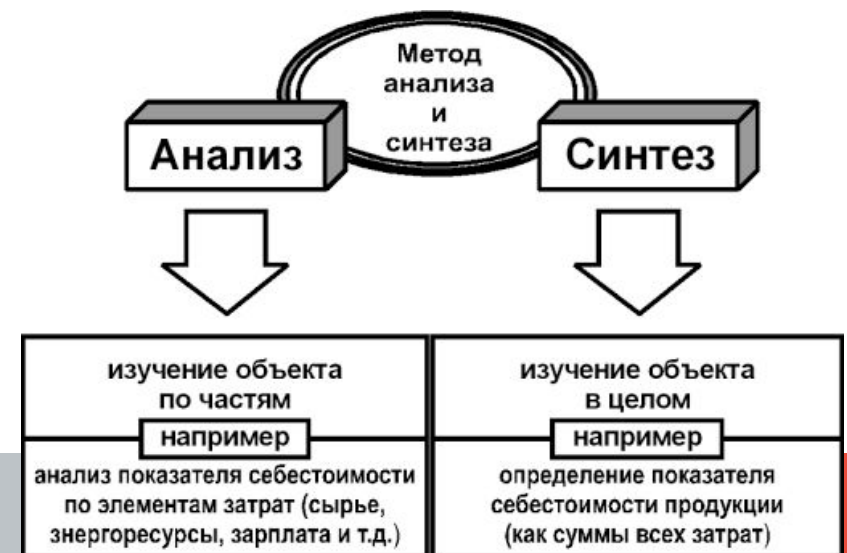 Метод
анализа
и
синтеза
Анализ
Синтез
изучение объекта
по частям
например
анализ показателя себестоимости
по элементам затрат (сырье,
знергоресурсы, зарплата и т.д.)
изучение объекта
в целом
например
определение показателя
себестоимости продукции
(как суммы всех затрат)